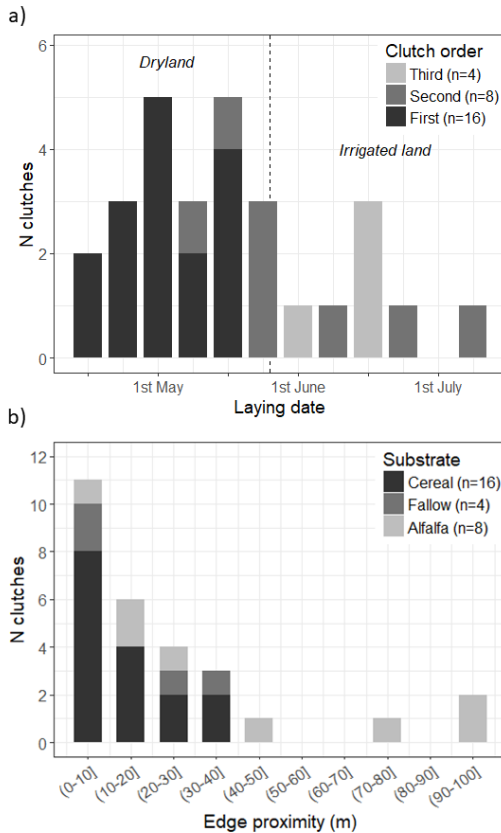 a)
6
4
2
0
N clutches
Dryland
Irrigated land
Clutch order
Third (n=4)
Second (n=8)
First (n=16)
1st May
1st June
1st July
Laying date
b)
12
10
8
6
4
2
0
N clutches
Substrate
Cereal (n=16)
Fallow (n=4)
Alfalfa (n=8)
(0-10]
(10-20]
(20-30]
(30-40]
(40-50]
(50-60]
(60-70]
(70-80]
(80-90]
(90-100]
Edge proximity (m)